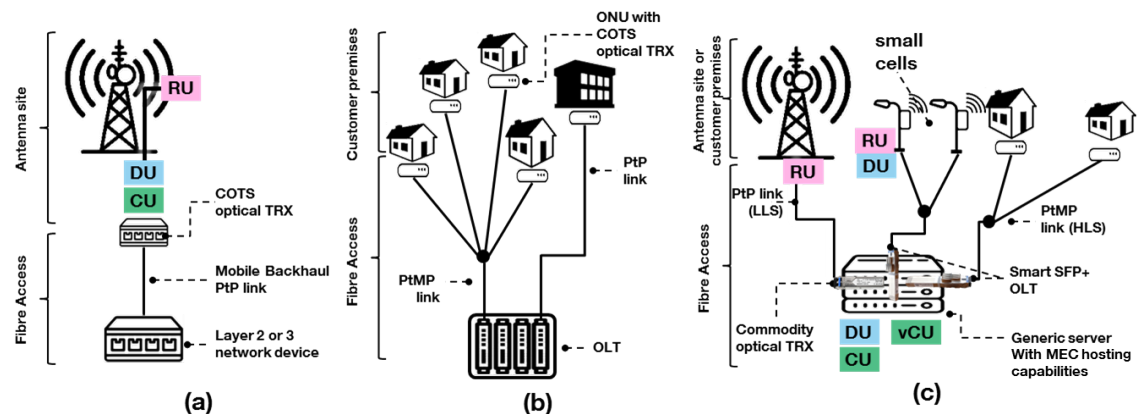 Antenna site
RU
DU
CU
COTS
optical TRX
Fibre Access
Mobile Backhaul
PtP link
Layer 2 or 3
network device
(a)
Customer premises
ONU with
COTS
optical TRX
PtP
link
Fibre Access
PtMP
link
OLT
(b)
Antenna site or
customer premises
small
cells
RU
DU
RU
PtP link
(LLS)
PtMP
link (HLS)
Fibre Access
Smart SFP+
OLT
Commodity
optical TRX
DU
CU
vCU
Generic server
With MEC hosting
capabilities
(c)